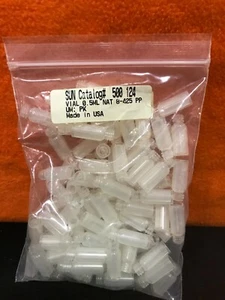 SUN Catalog# 500 124
VIAL 0.5ML NAT 8-425 PP
UM: PK
Made in USA